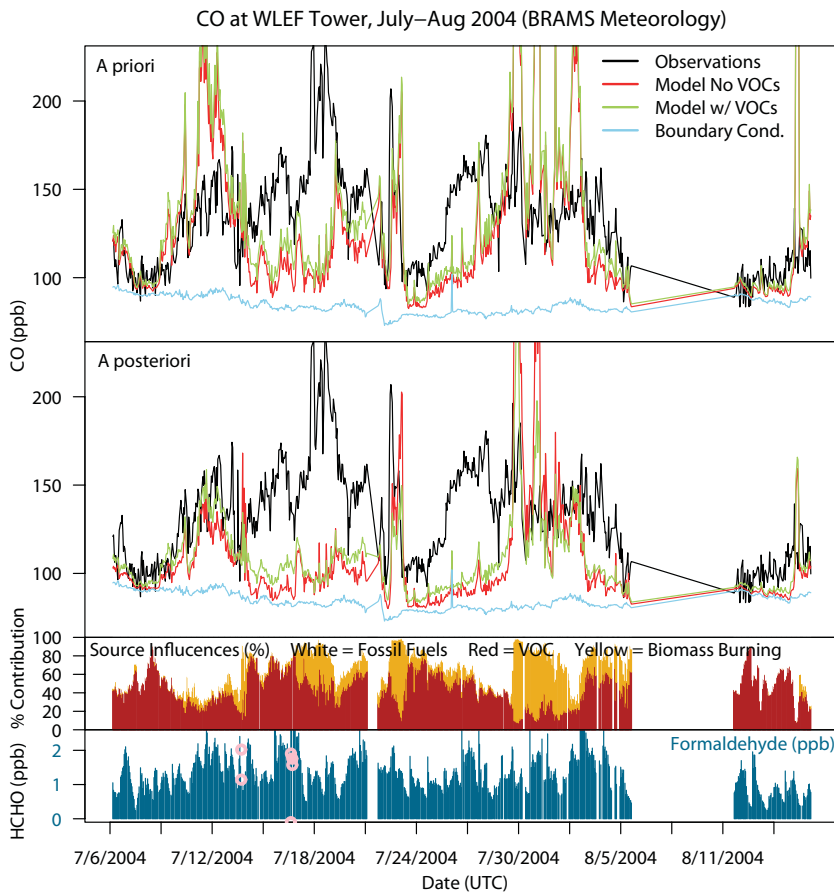 CO at WLEF Tower, July−Aug 2004 (BRAMS Meteorology)
A priori
Observations
Model No VOCs
Model w/ VOCs
Boundary Cond.
200
150
100
CO (ppb)
A posteriori
200
150
100
100
80
60
40
20
0
% Contribution
Source Influcences (%) White = Fossil Fuels Red = VOC Yellow = Biomass Burning
2
1
0
HCHO (ppb)
Formaldehyde (ppb)
7/6/2004 7/12/2004 7/18/2004 7/24/2004 7/30/2004 8/5/2004 8/11/2004
Date (UTC)